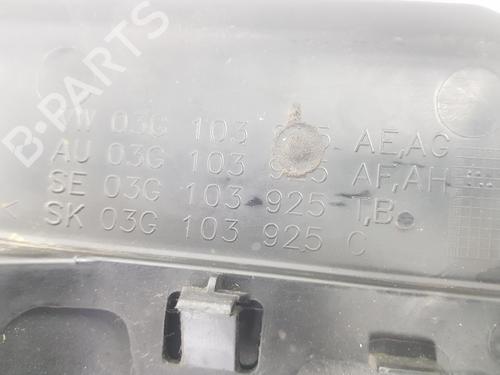 B-PARTS
VW 03G 103 925 AE,AG
AU 03G 103 925 AF,AH
SE 03G 103 925 T,B
< SK 03G 103 925 C